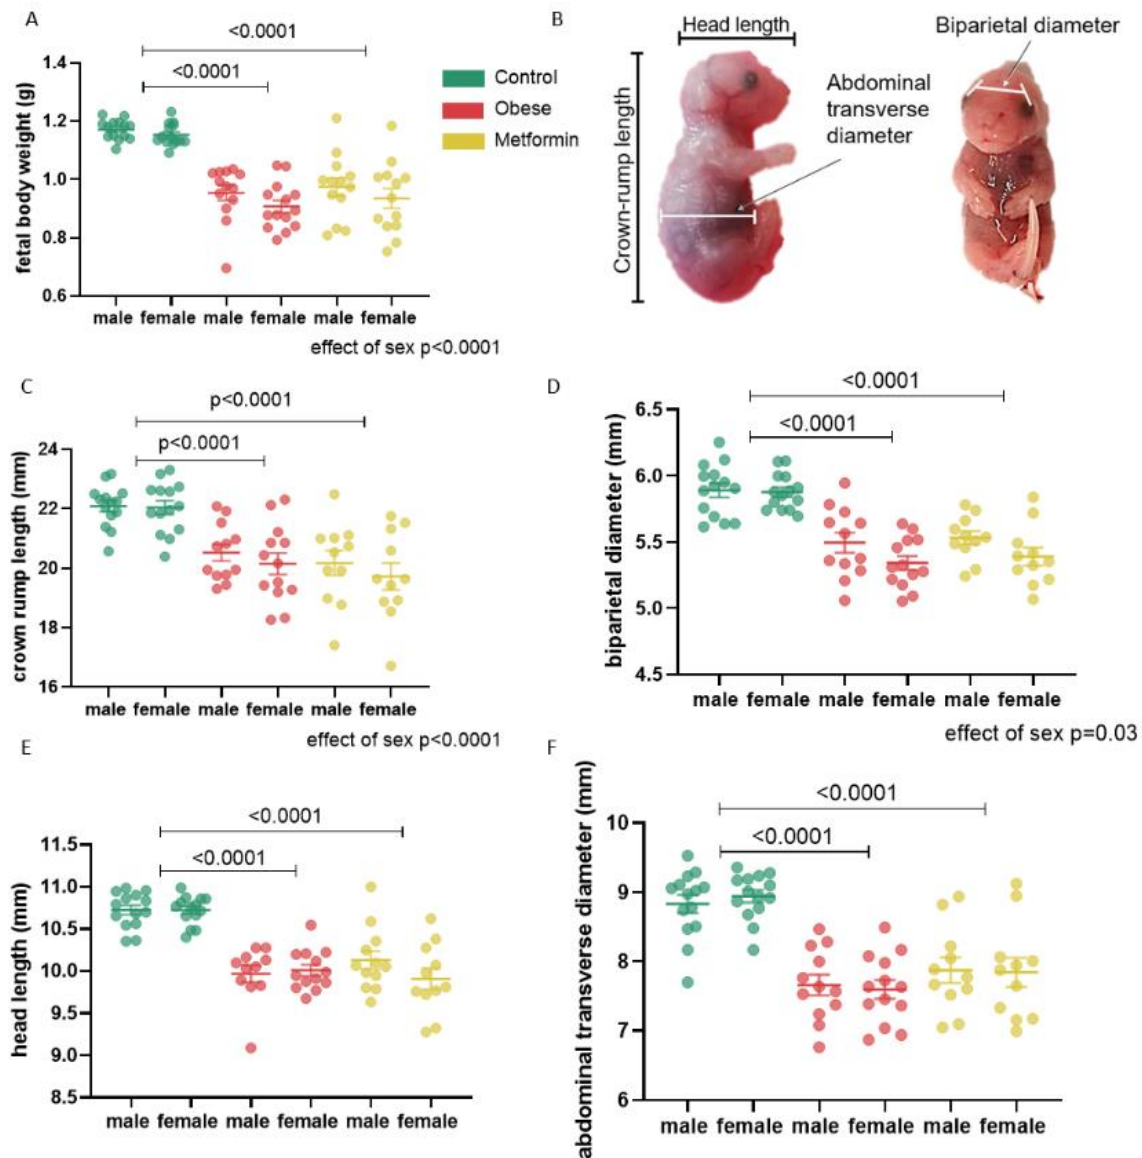 A
<0.0001
<0.0001
1.4
1.2
1.0
0.8
0.6
fetal body weight (g)
male female male female male female
effect of sex p<0.0001
Control
Obese
Metformin
B
Head length
Crown-rump length
Abdominal
transverse
diameter
Biparietal diameter
C
p<0.0001
p<0.0001
24
22
20
18
16
crown rump length (mm)
male female male female male female
effect of sex p<0.0001
D
<0.0001
<0.0001
6.5
6.0
5.5
5.0
4.5
biparietal diameter (mm)
male female male female male female
effect of sex p=0.03
E
<0.0001
<0.0001
11.5
11.0
10.5
10.0
9.5
9.0
8.5
head length (mm)
male female male female male female
F
<0.0001
<0.0001
10
9
8
7
6
abdominal transverse diameter (mm)
male female male female male female